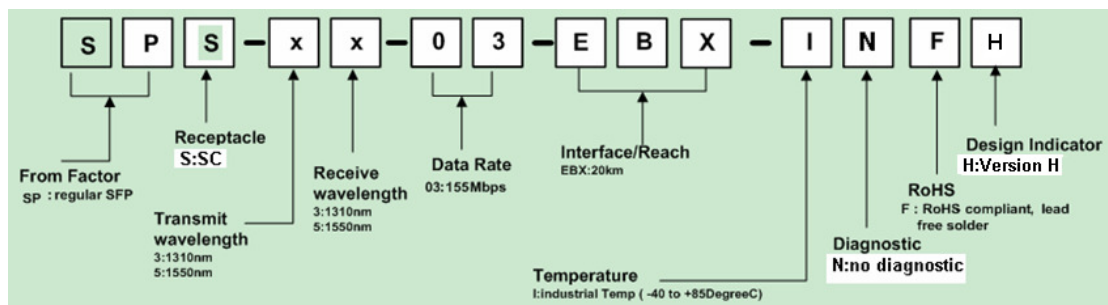 S P S - x x - 0 3 - E B X - I N F H
Receptacle
S:SC
From Factor
SP : regular SFP
Transmit
wavelength
3:1310nm
5:1550nm
Receive
wavelength
3:1310nm
5:1550nm
Data Rate
03:155Mbps
Interface/Reach
EBX:20km
Temperature
I:industrial Temp ( -40 to +85DegreeC)
Diagnostic
N:no diagnostic
RoHS
F : RoHS compliant, lead
free solder
Design Indicator
H:Version H